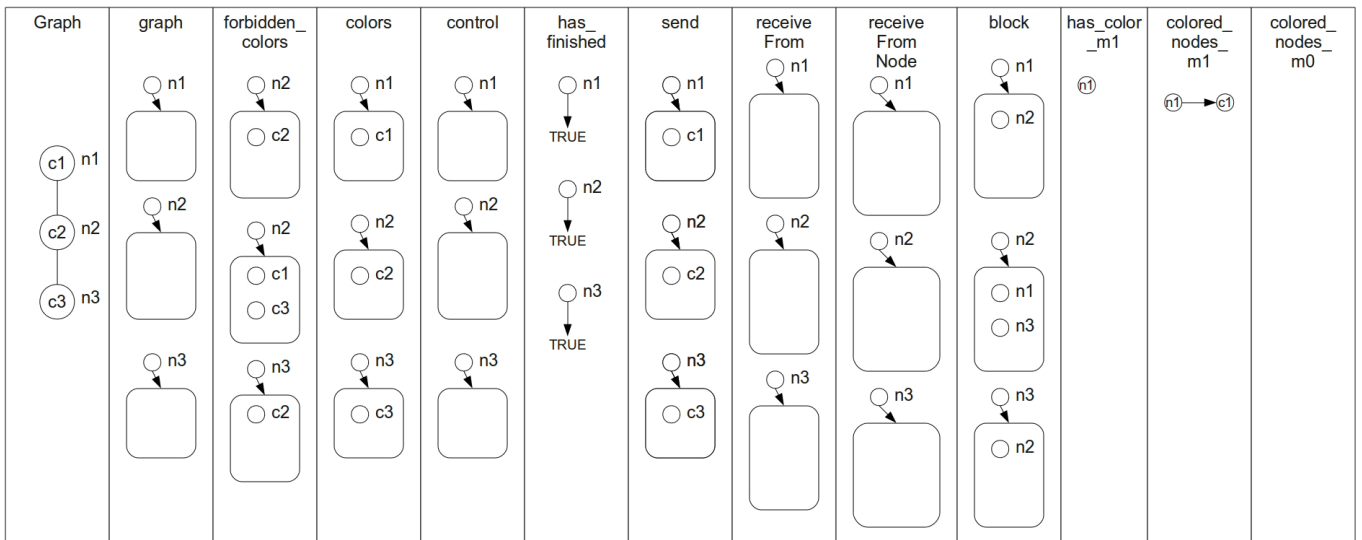 Graph
c1 n1
c2 n2
c3 n3
graph
n1
n2
n3
forbidden_
colors
n2
c2
n2
c1
c3
n3
c2
colors
n1
c1
n2
c2
n3
c3
control
n1
n2
n3
has_
finished
n1
TRUE
n2
TRUE
n3
TRUE
send
n1
c1
n2
c2
n3
c3
receive
From
n1
n2
n3
receive
From
Node
n1
n2
n3
block
n1
n2
n2
n1
n3
n3
n2
has_color
_m1
n1
colored_
nodes_
m1
n1 c1
colored_
nodes_
m0